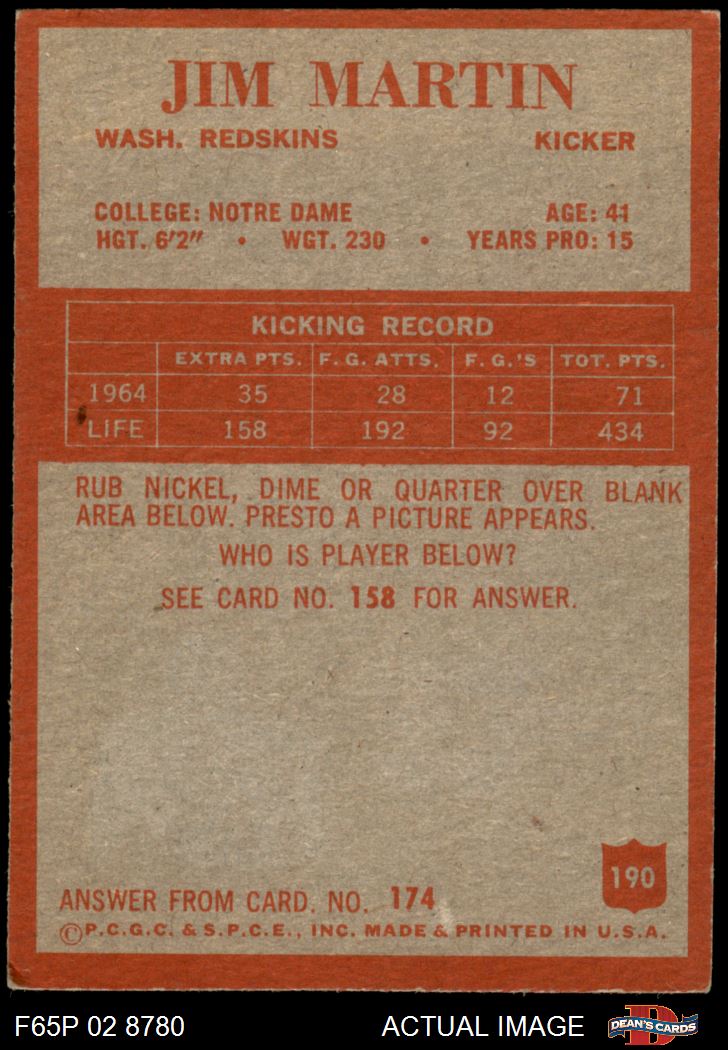 JIM MARTIN
WASH. REDSKINS KICKER
COLLEGE: NOTRE DAME AGE: 41
HGT. 6'2" • WGT. 230 • YEARS PRO: 15
KICKING RECORD
EXTRA PTS. F.G. ATTS. F.G.'S TOT. PTS.
1964 35 28 12 71
LIFE 158 192 92 434
RUB NICKEL, DIME OR QUARTER OVER BLANK
AREA BELOW. PRESTO A PICTURE APPEARS.
WHO IS PLAYER BELOW?
SEE CARD NO. 158 FOR ANSWER.
190
ANSWER FROM CARD. NO. 174
©P.C.G.C. & S.P.C.E., INC. MADE & PRINTED IN U.S.A.
F65P 02 8780 ACTUAL IMAGE D DEAN'S CARDS